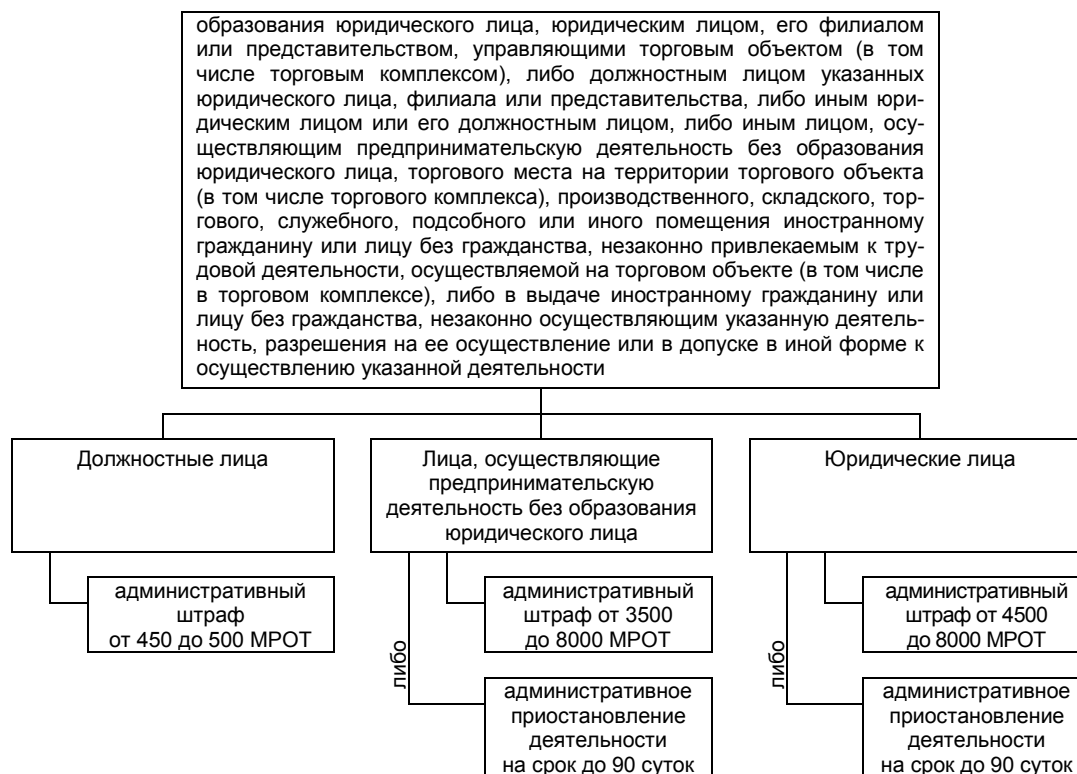 образования юридического лица, юридическим лицом, его филиалом
или представительством, управляющими торговым объектом (в том
числе торговым комплексом), либо должностным лицом указанных
юридического лица, филиала или представительства, либо иным юри-
дическим лицом или его должностным лицом, либо иным лицом, осу-
ществляющим предпринимательскую деятельность без образования
юридического лица, торгового места на территории торгового объекта
(в том числе торгового комплекса), производственного, складского, тор-
гового, служебного, подсобного или иного помещения иностранному
гражданину или лицу без гражданства, незаконно привлекаемым к тру-
довой деятельности, осуществляемой на торговом объекте (в том числе
в торговом комплексе), либо в выдаче иностранному гражданину или
лицу без гражданства, незаконно осуществляющим указанную деятель-
ность, разрешения на ее осуществление или в допуске в иной форме к
осуществлению указанной деятельности
Должностные лица
административный
штраф
от 450 до 500 МРОТ
Лица, осуществляющие
предпринимательскую
деятельность без образования
юридического лица
административный
штраф от 3500
до 8000 МРОТ
либо
административное
приостановление
деятельности
на срок до 90 суток
Юридические лица
административный
штраф от 4500
до 8000 МРОТ
либо
административное
приостановление
деятельности
на срок до 90 суток